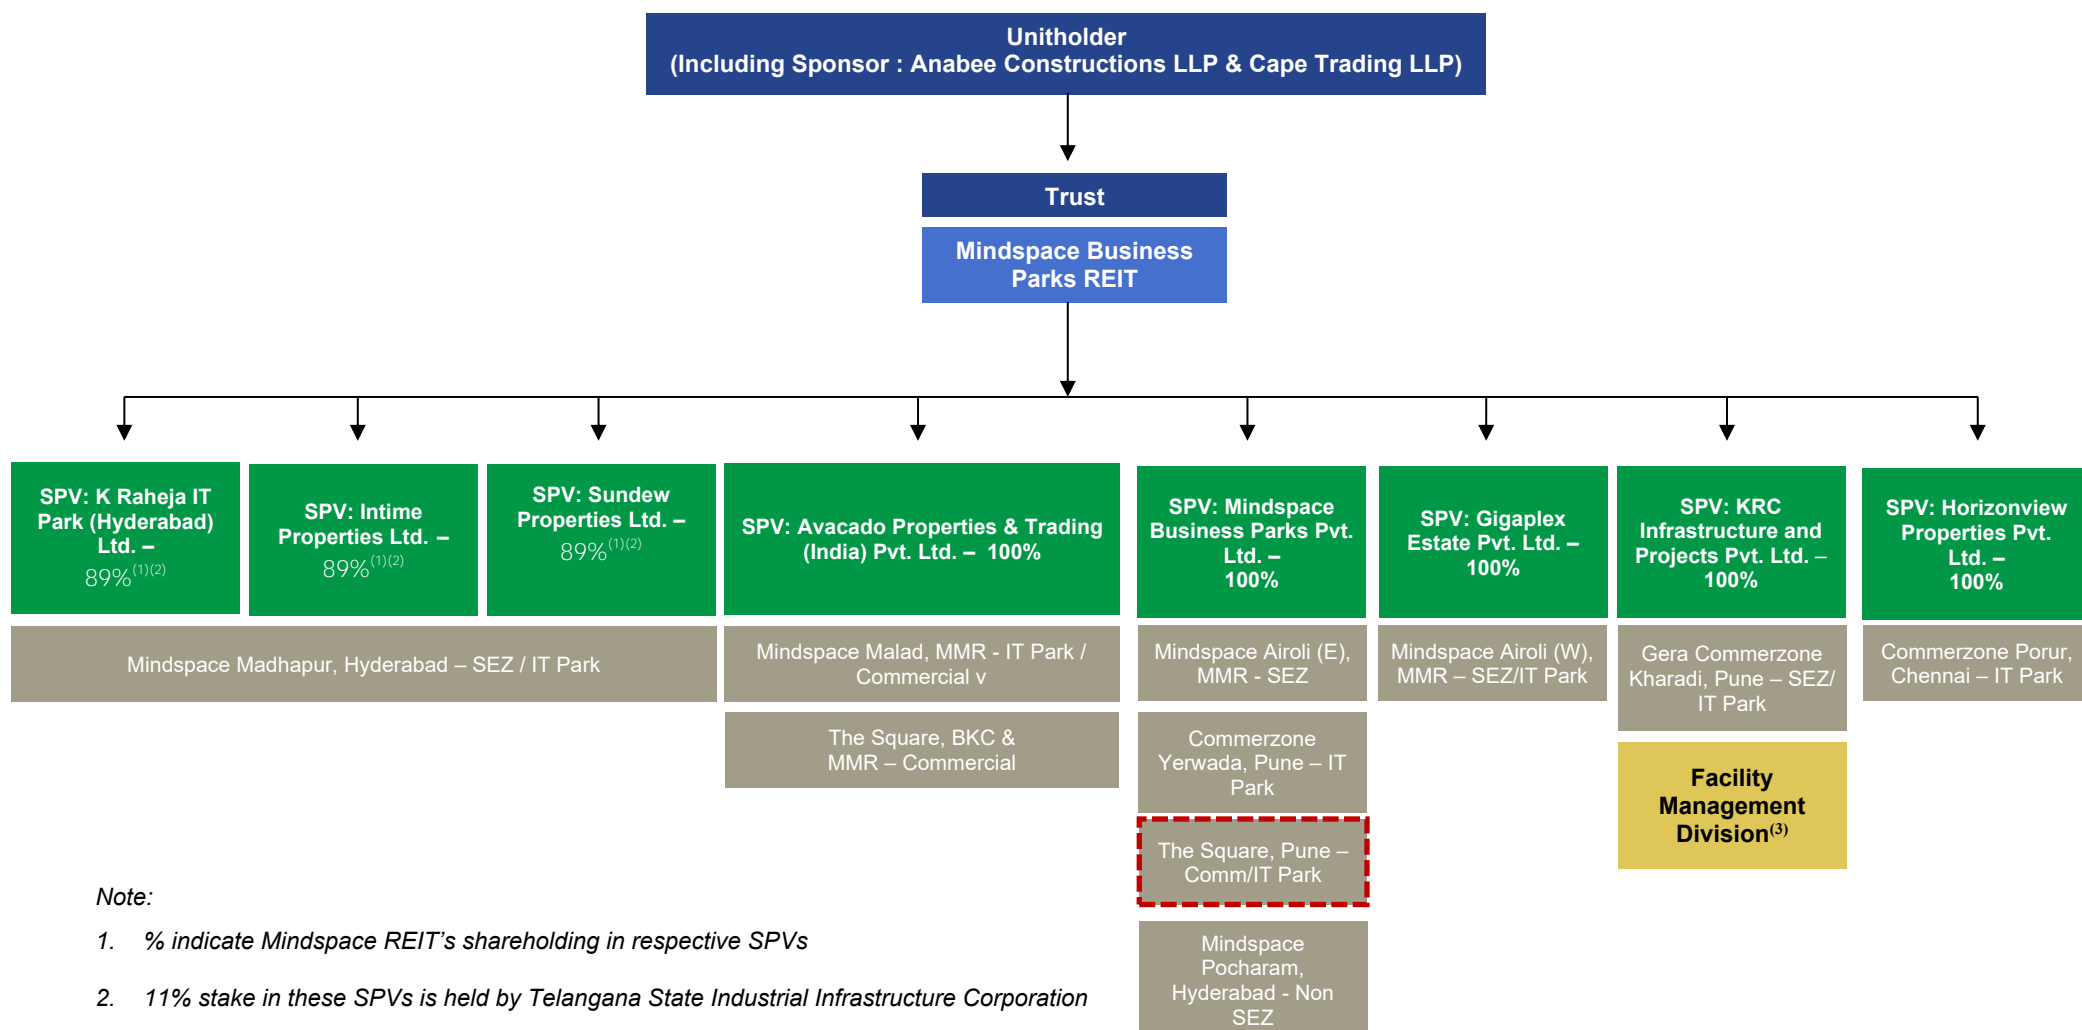 Unitholder
(Including Sponsor : Anabee Constructions LLP & Cape Trading LLP)
Trust
Mindspace Business
Parks REIT
SPV: K Raheja IT
Park (Hyderabad)
Ltd. –
89%(1)(2)
SPV: Intime
Properties Ltd. –
89%(1)(2)
SPV: Sundew
Properties Ltd. –
89%(1)(2)
SPV: Avacado Properties & Trading
(India) Pvt. Ltd. – 100%
SPV: Mindspace
Business Parks Pvt.
Ltd. –
100%
SPV: Gigaplex
Estate Pvt. Ltd. –
100%
SPV: KRC
Infrastructure and
Projects Pvt. Ltd. –
100%
SPV: Horizonview
Properties Pvt.
Ltd. –
100%
Mindspace Madhapur, Hyderabad – SEZ / IT Park
Mindspace Malad, MMR - IT Park /
Commercial v
The Square, BKC &
MMR – Commercial
Mindspace Airoli (E),
MMR - SEZ
Commerzone
Yerwada, Pune – IT
Park
The Square, Pune –
Comm/IT Park
Mindspace
Pocharam,
Hyderabad - Non
SEZ
Mindspace Airoli (W),
MMR – SEZ/IT Park
Gera Commerzone
Kharadi, Pune – SEZ/
IT Park
Facility
Management
Division(3)
Commerzone Porur,
Chennai – IT Park
Note:
1. % indicate Mindspace REIT’s shareholding in respective SPVs
2. 11% stake in these SPVs is held by Telangana State Industrial Infrastructure Corporation